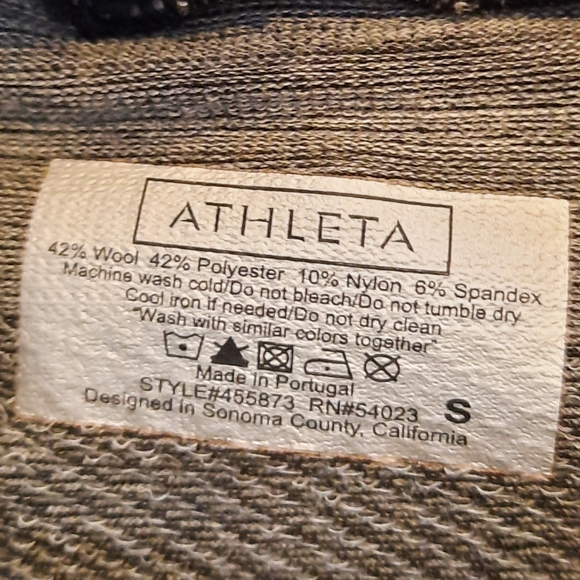 ATHLETA
42% Wool 42% Polyester 10% Nylon 6% Spandex
Machine wash cold/Do not bleach/Do not tumble dry
Cool iron if needed/Do not dry clean
"Wash with similar colors together"
Made in Portugal
STYLE#455873 RN#54023 S
Designed in Sonoma County, California